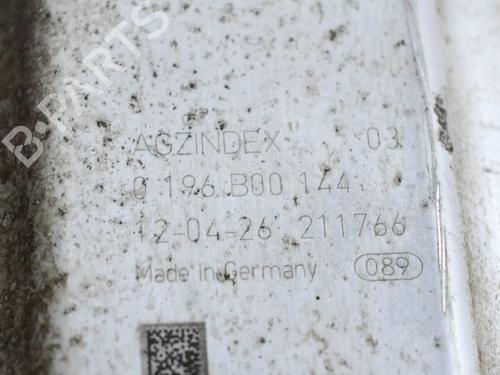 B-PARTS
AGZINDEX 03
0 196 B00 144
12-04-26 211766
Made in Germany 089